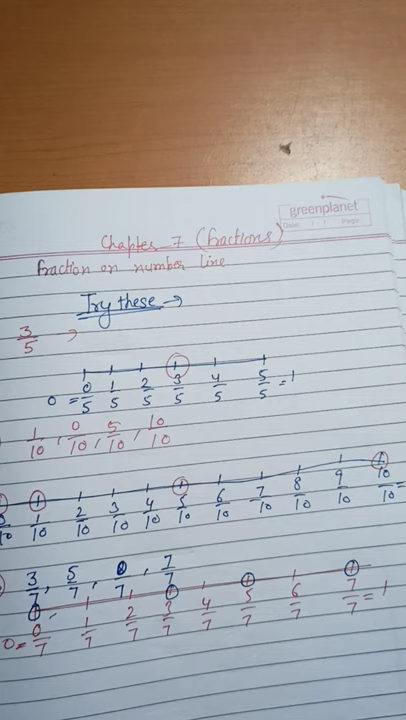 greenplanet
Date: / / Page
Chapter-7 (fractions)
fraction on number line
Try these →
3/5 →
0 = 0/5 1/5 2/5 3/5 4/5 5/5 = 1
1/10, 0/10, 5/10, 10/10
0/10 1/10 2/10 3/10 4/10 5/10 6/10 7/10 8/10 9/10 10/10 =
3/7, 5/7, 0/7, 7/7
0 = 0/7 1/7 2/7 3/7 4/7 5/7 6/7 7/7 = 1